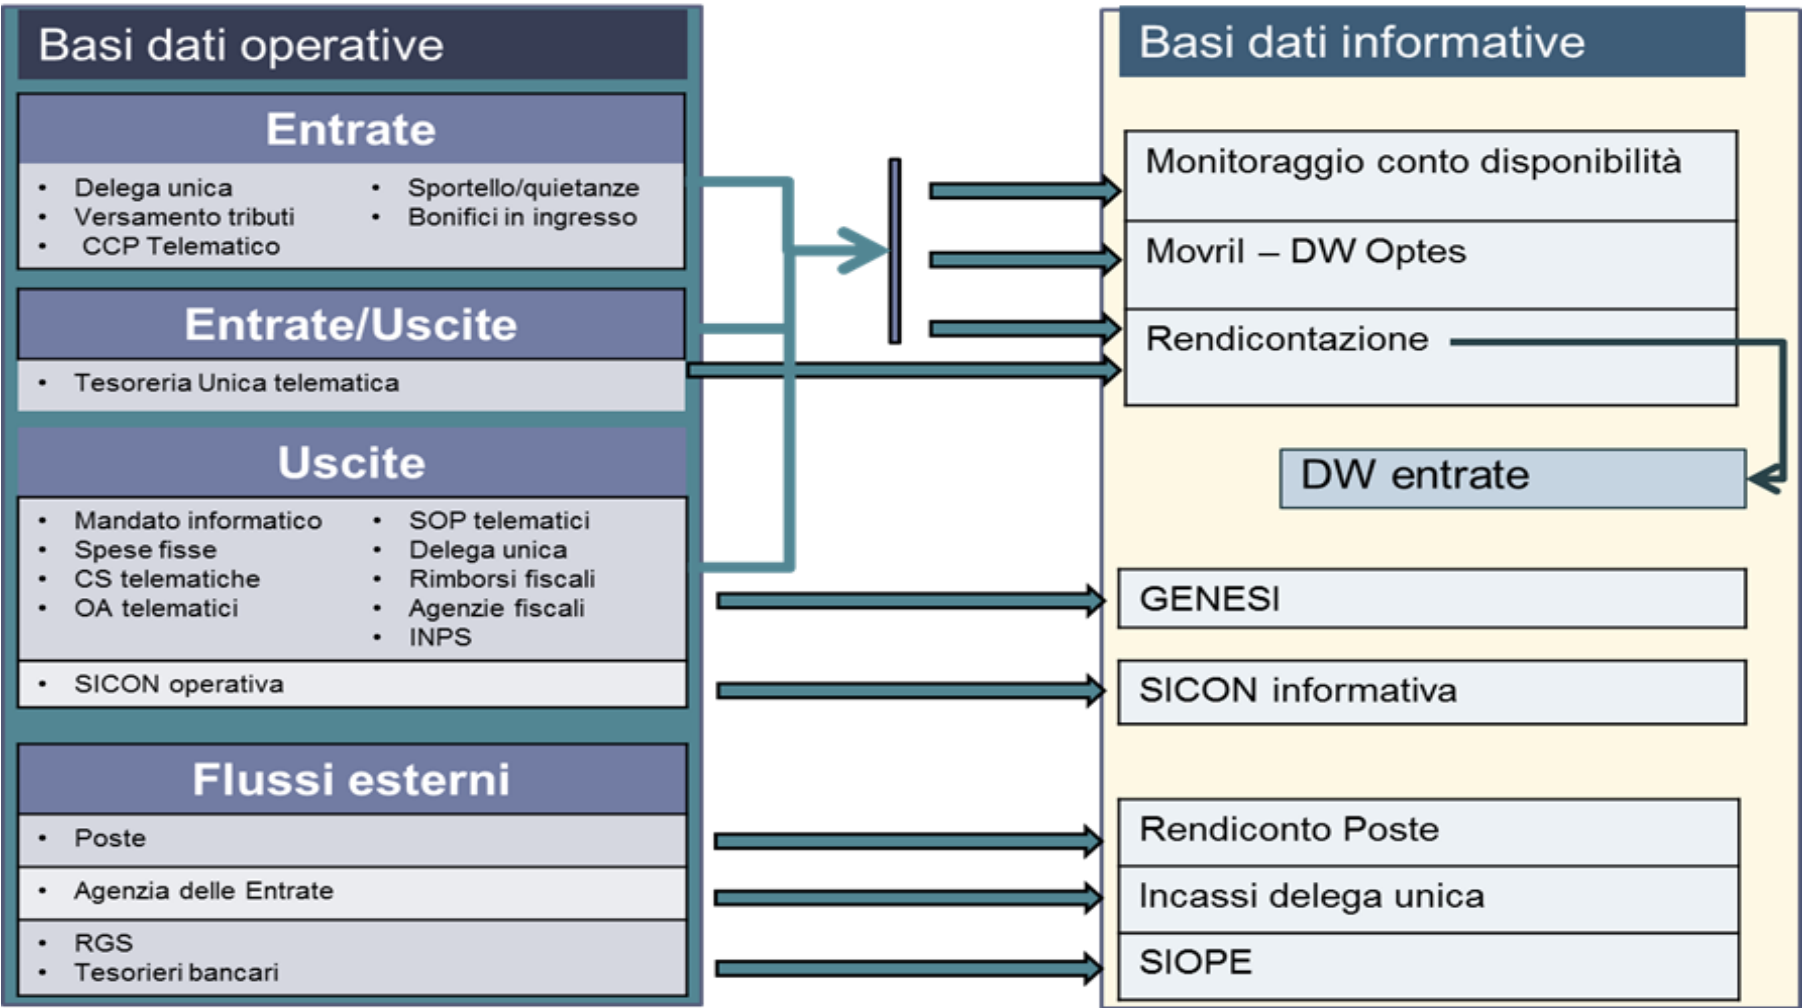 Basi dati operative
Entrate
• Delega unica
• Versamento tributi
• CCP Telematico
• Sportello/quietanze
• Bonifici in ingresso
Entrate/Uscite
• Tesoreria Unica telematica
Uscite
• Mandato informatico
• Spese fisse
• CS telematiche
• OA telematici
• SOP telematici
• Delega unica
• Rimborsi fiscali
• Agenzie fiscali
• INPS
• SICON operativa
Flussi esterni
• Poste
• Agenzia delle Entrate
• RGS
• Tesorieri bancari
Basi dati informative
Monitoraggio conto disponibilità
Movril – DW Optes
Rendicontazione
DW entrate
GENESI
SICON informativa
Rendiconto Poste
Incassi delega unica
SIOPE